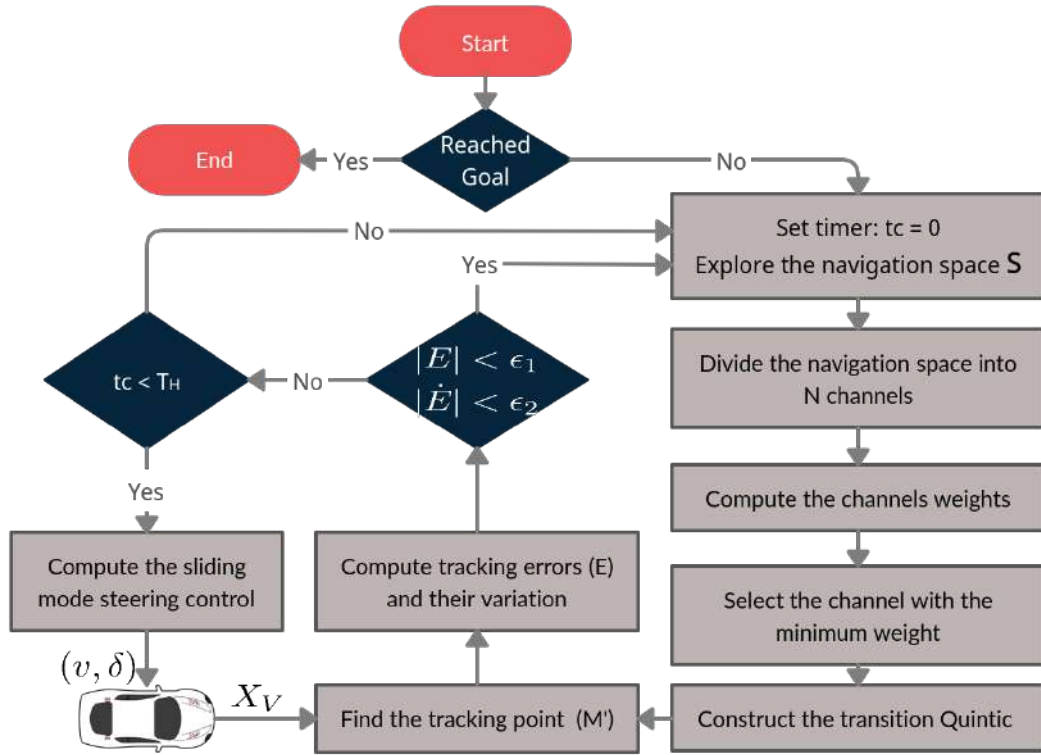 Start
Reached
Goal
Yes
End
No
No
Set timer: tc = 0
Explore the navigation space S
Yes
tc < TH
No
|E| < ϵ₁
|Ė| < ϵ₂
Divide the navigation space into
N channels
Yes
Compute the channels weights
Compute the sliding
mode steering control
Compute tracking errors (E)
and their variation
Select the channel with the
minimum weight
(v, δ)
X_V
Find the tracking point (M')
Construct the transition Quintic